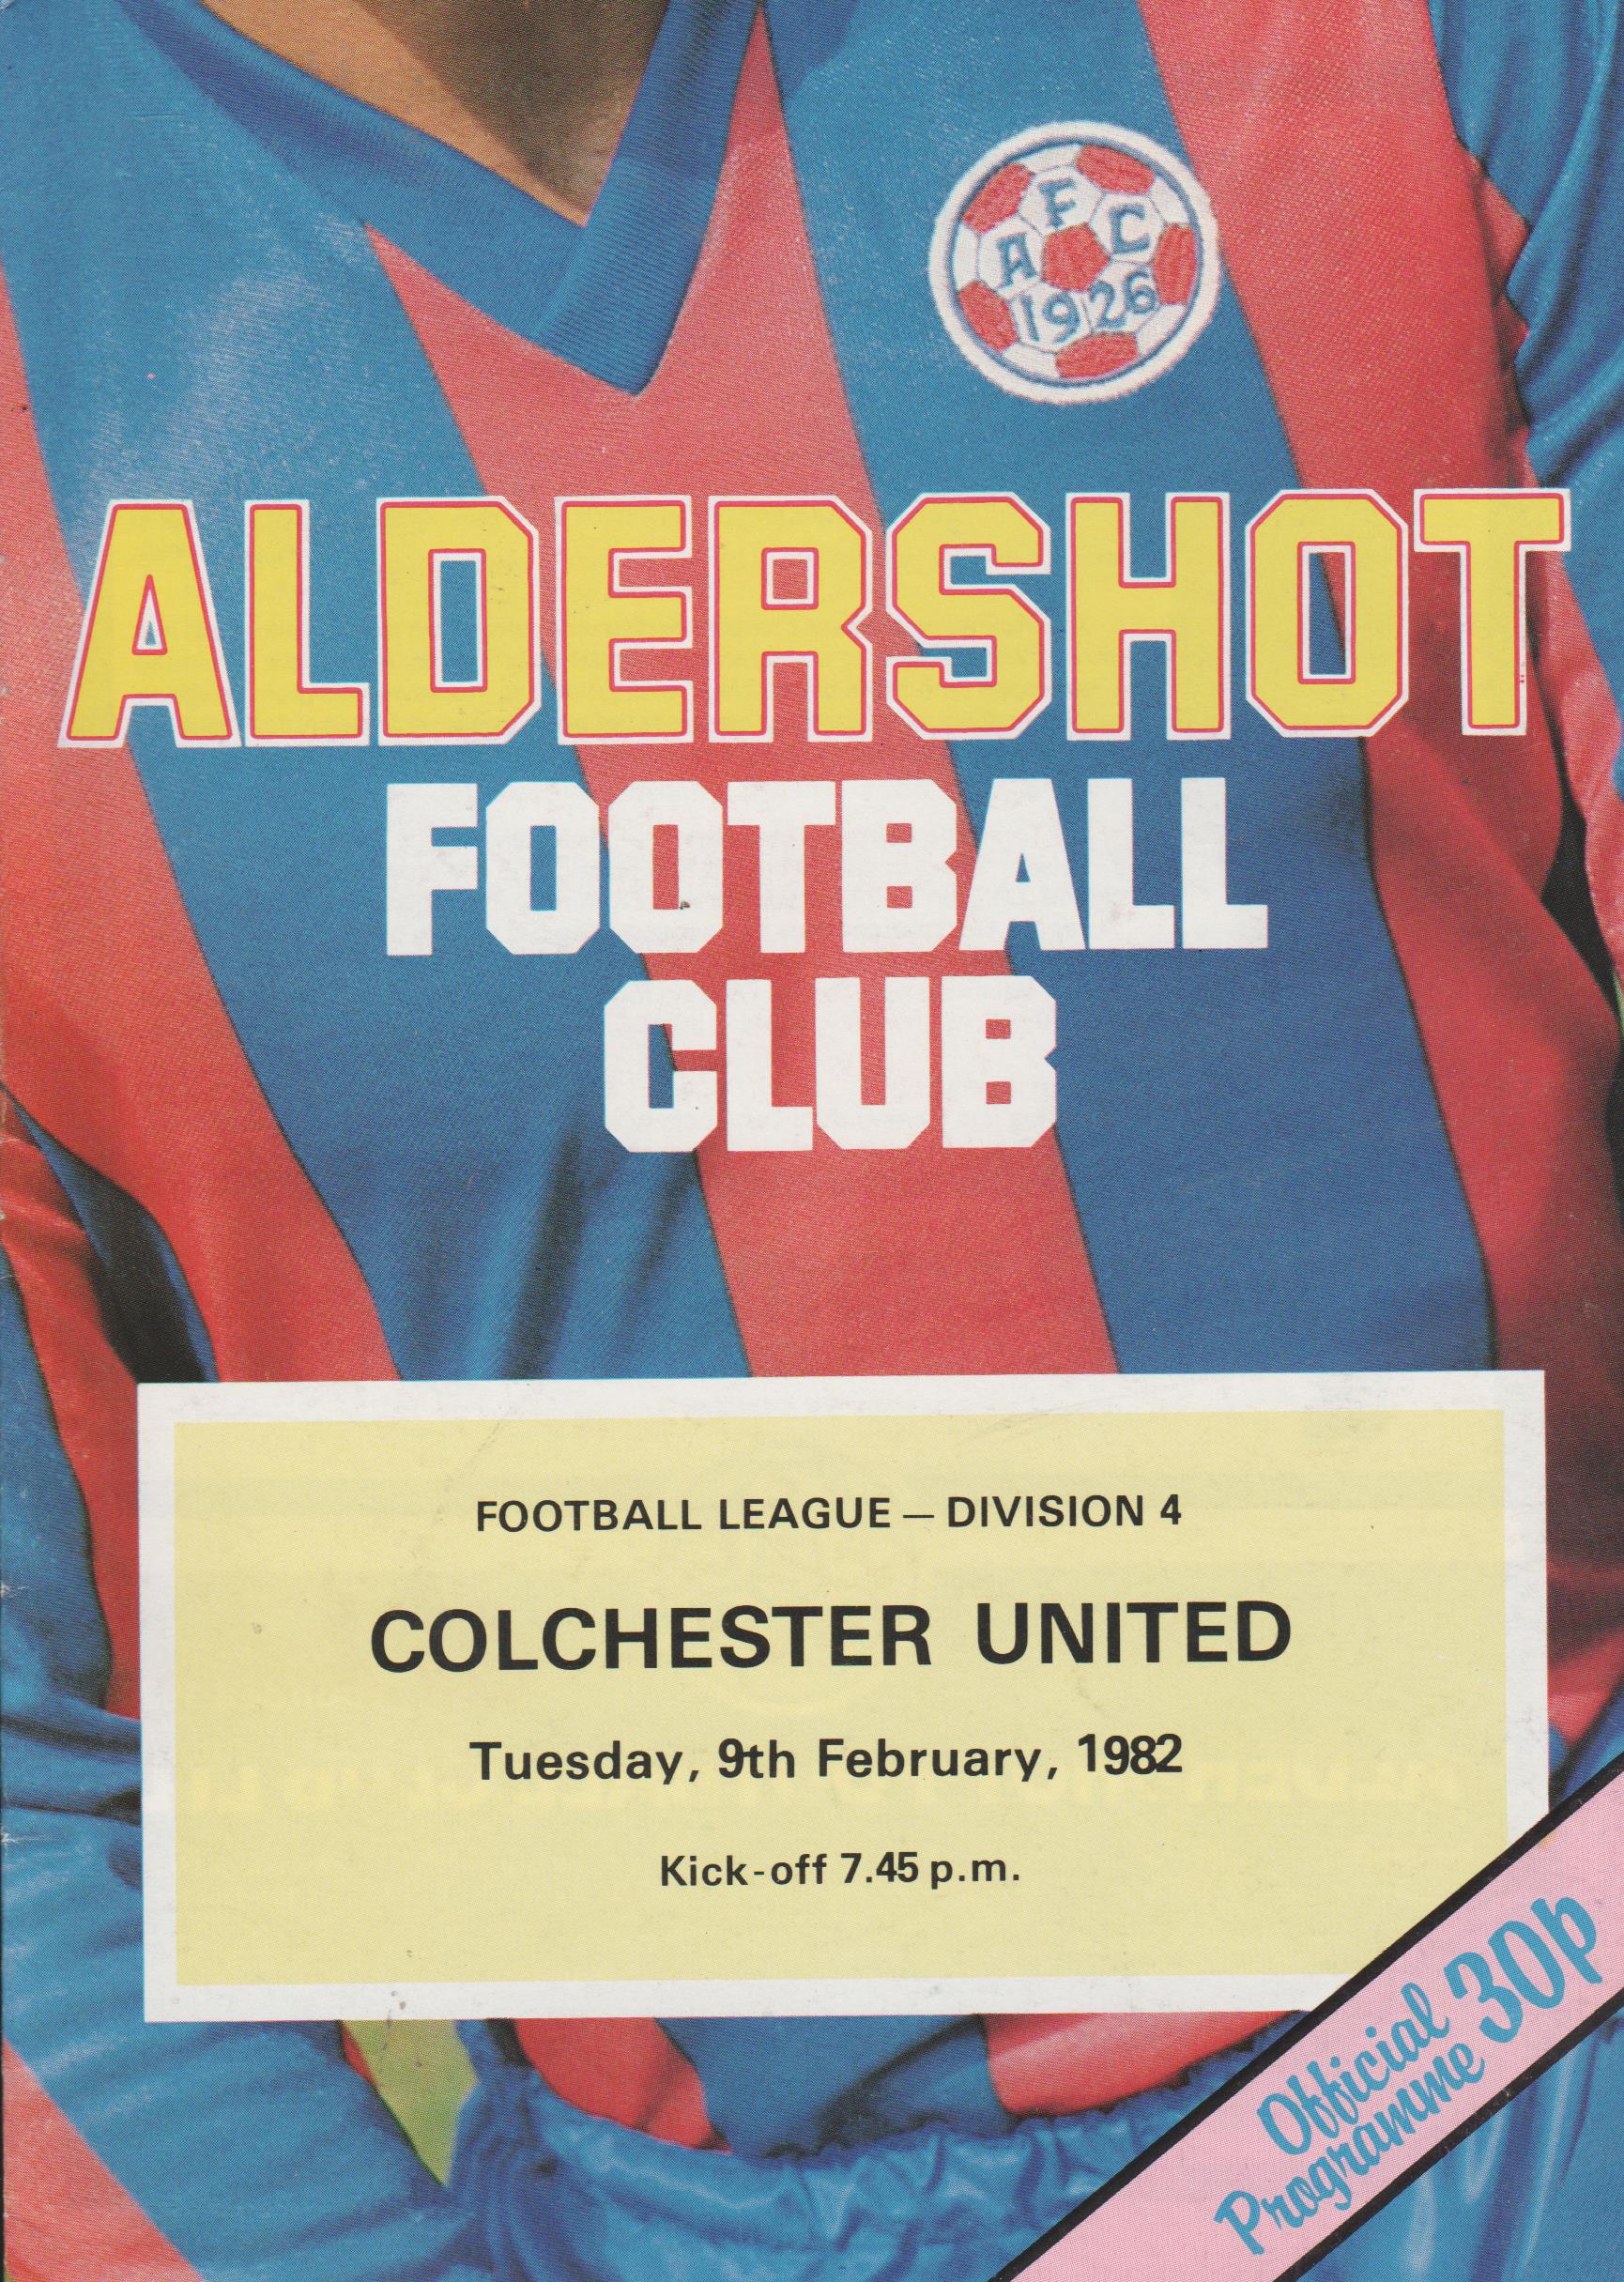 AFC
1926
ALDERSHOT
FOOTBALL
CLUB
FOOTBALL LEAGUE — DIVISION 4
COLCHESTER UNITED
Tuesday, 9th February, 1982
Kick-off 7.45 p.m.
Official
Programme 30p